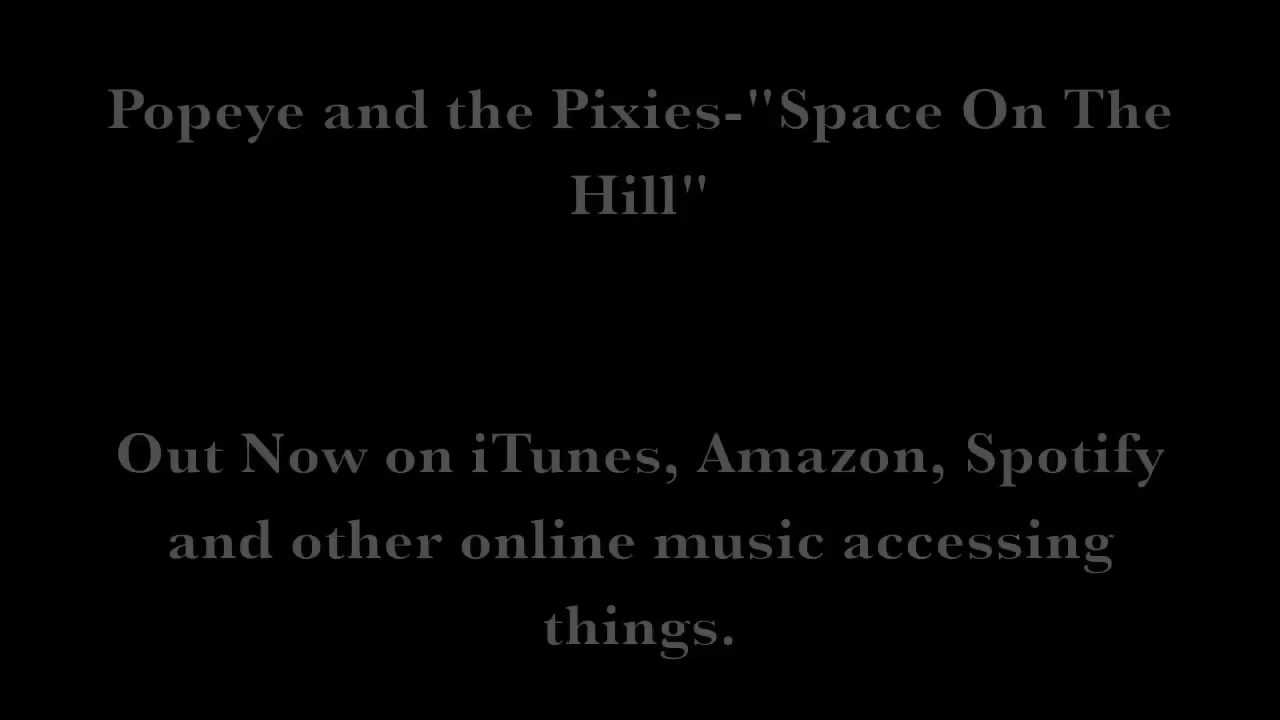 Popeye and the Pixies-"Space On The
Hill"
Out Now on iTunes, Amazon, Spotify
and other online music accessing
things.